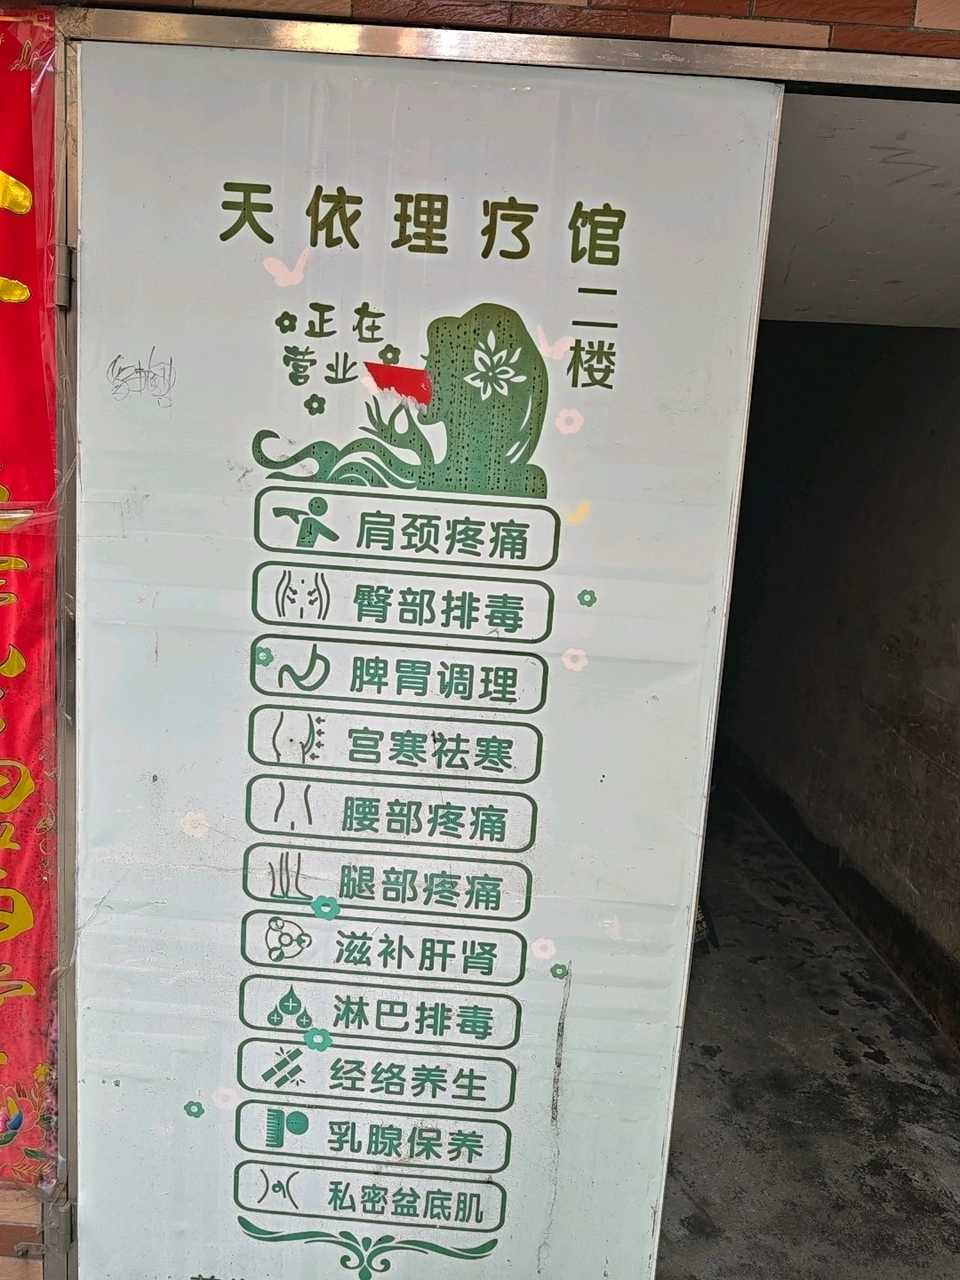 天依理疗馆
二楼
正在
营业
肩颈疼痛
臀部排毒
脾胃调理
宫寒祛寒
腰部疼痛
腿部疼痛
滋补肝肾
淋巴排毒
经络养生
乳腺保养
私密盆底肌